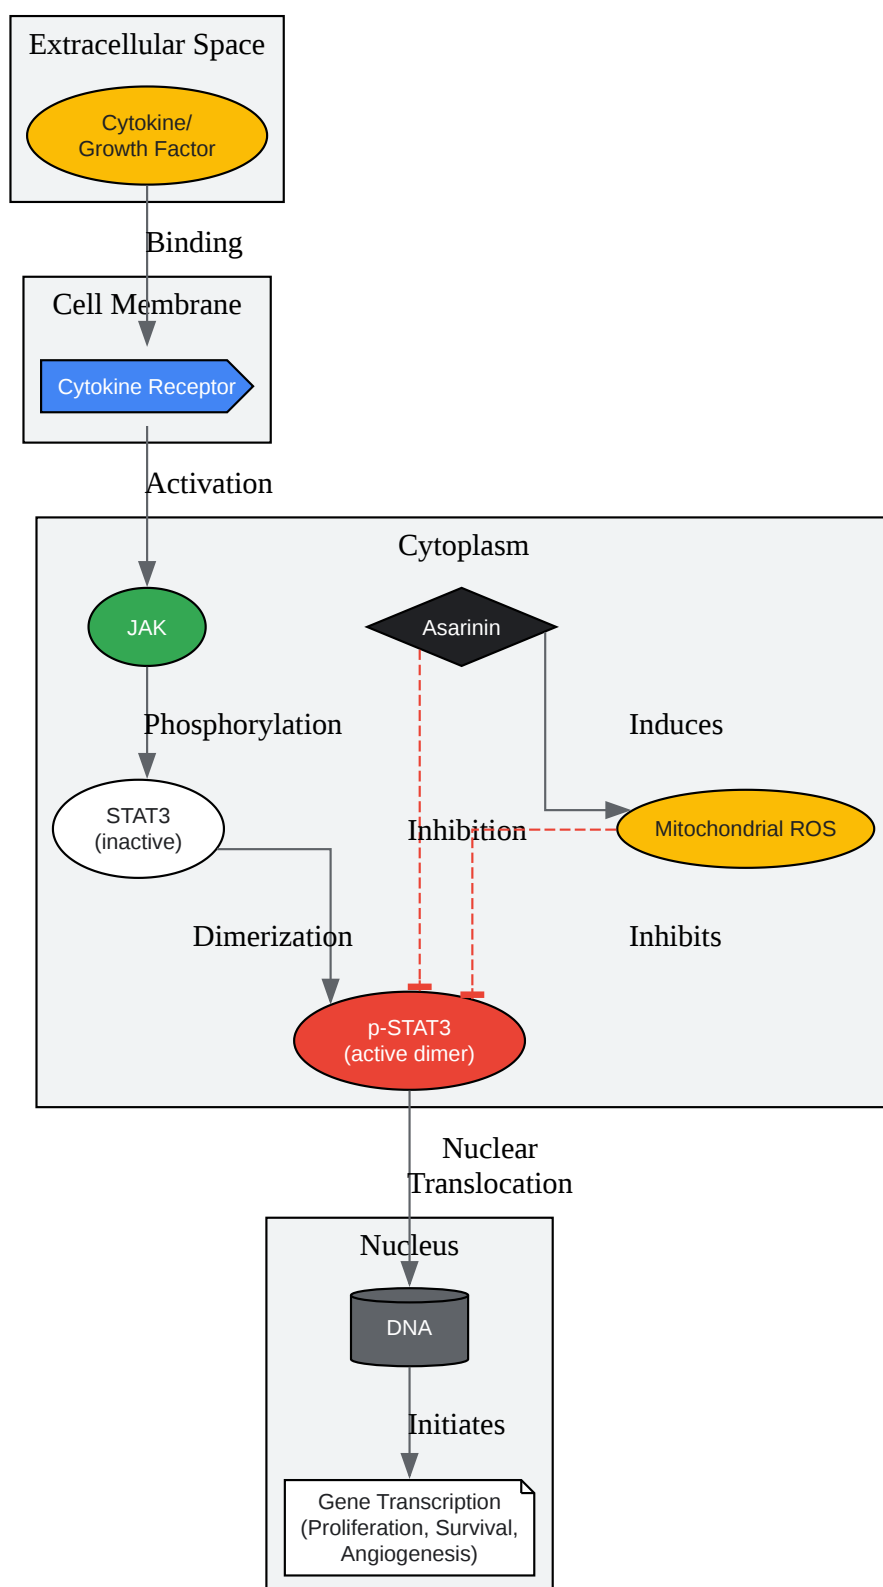 Extracellular Space
Cytokine/
Growth Factor
Binding
Cell Membrane
Cytokine Receptor
Activation
Cytoplasm
JAK
Asarinin
Phosphorylation
Induces
STAT3
(inactive)
Inhibition
Mitochondrial ROS
Dimerization
Inhibits
p-STAT3
(active dimer)
Nuclear
Translocation
Nucleus
DNA
Initiates
Gene Transcription
(Proliferation, Survival,
Angiogenesis)